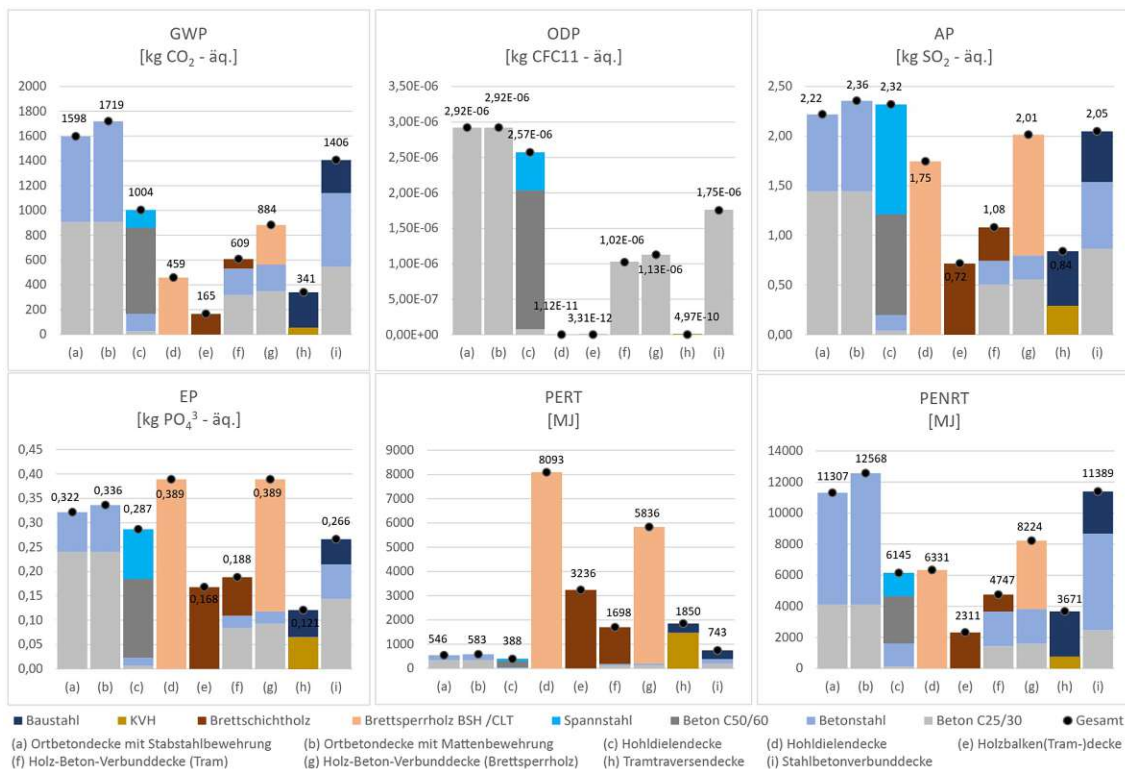 GWP
[kg CO₂ - äq.]
2000
1800
1600
1400
1200
1000
800
600
400
200
0
1598
1719
1004
459
165
609
884
341
1406
(a) (b) (c) (d) (e) (f) (g) (h) (i)
ODP
[kg CFC11 - äq.]
3,50E-06
3,00E-06
2,50E-06
2,00E-06
1,50E-06
1,00E-06
5,00E-07
0,00E+00
2,92E-06
2,92E-06
2,57E-06
1,12E-11
3,31E-12
1,02E-06
1,13E-06
4,97E-10
1,75E-06
(a) (b) (c) (d) (e) (f) (g) (h) (i)
AP
[kg SO₂ - äq.]
2,50
2,00
1,50
1,00
0,50
0,00
2,22
2,36
2,32
1,75
0,72
1,08
2,01
0,84
2,05
(a) (b) (c) (d) (e) (f) (g) (h) (i)
EP
[kg PO₄³ - äq.]
0,45
0,40
0,35
0,30
0,25
0,20
0,15
0,10
0,05
0,00
0,322
0,336
0,287
0,389
0,168
0,188
0,389
0,121
0,266
(a) (b) (c) (d) (e) (f) (g) (h) (i)
PERT
[MJ]
9000
8000
7000
6000
5000
4000
3000
2000
1000
0
546
583
388
8093
3236
1698
5836
1850
743
(a) (b) (c) (d) (e) (f) (g) (h) (i)
PENRT
[MJ]
14000
12000
10000
8000
6000
4000
2000
0
11307
12568
6145
6331
2311
4747
8224
3671
11389
(a) (b) (c) (d) (e) (f) (g) (h) (i)
Baustahl KVH Brettschichtholz Brettsperrholz BSH /CLT Spannstahl Beton C50/60 Betonstahl Beton C25/30 Gesamt
(a) Ortbetondecke mit Stabstahlbewehrung (b) Ortbetondecke mit Mattenbewehrung (c) Hohldielendecke (d) Hohldielendecke (e) Holzbalken(Tram-)decke
(f) Holz-Beton-Verbunddecke (Tram) (g) Holz-Beton-Verbunddecke (Brettsperrholz) (h) Tramtraversendecke (i) Stahlbetonverbunddecke